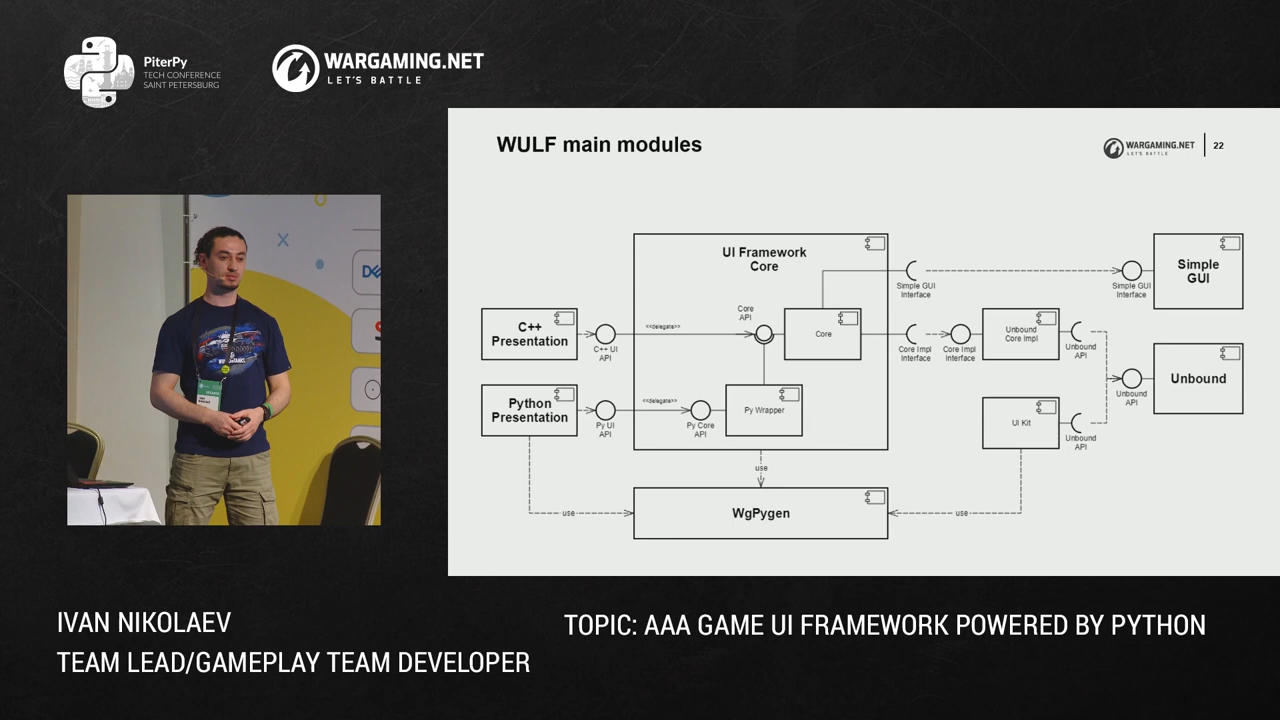 PiterPy
TECH CONFERENCE
SAINT PETERSBURG
WARGAMING.NET
LET'S BATTLE
WULF main modules
WARGAMING.NET
LET'S BATTLE
22
UI Framework
Core
Simple
GUI
Simple GUI
Interface
Simple GUI
Interface
Core
API
C++
Presentation
<<delegate>>
C++ UI
API
Core
Core Impl
Interface
Core Impl
Interface
Unbound
Core Impl
Unbound
API
Unbound
Unbound
API
Python
Presentation
<<delegate>>
Py UI
API
Py Core
API
Py Wrapper
UI Kit
Unbound
API
use
use
WgPygen
use
IVAN NIKOLAEV
TEAM LEAD/GAMEPLAY TEAM DEVELOPER
TOPIC: AAA GAME UI FRAMEWORK POWERED BY PYTHON